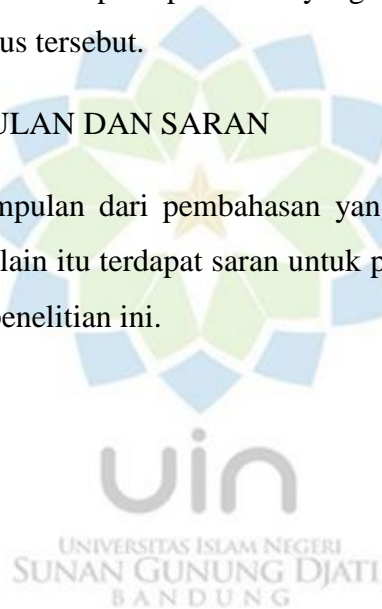 us tersebut.
ULAN DAN SARAN
mpulan dari pembahasan yan
lain itu terdapat saran untuk p
penelitian ini.
uin
UNIVERSITAS ISLAM NEGERI
SUNAN GUNUNG DJATI
BANDUNG